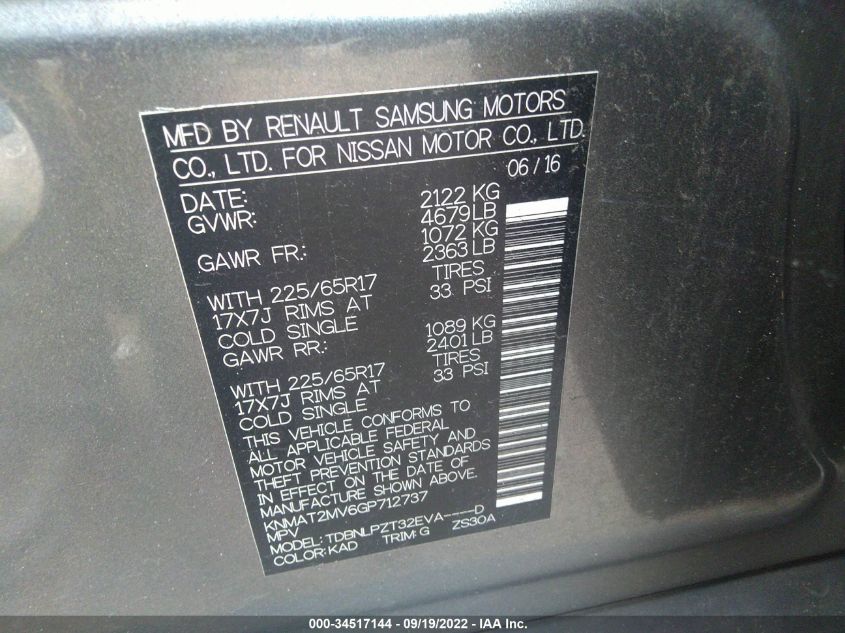 MFD BY RENAULT SAMSUNG MOTORS
CO., LTD. FOR NISSAN MOTOR CO., LTD.
06 / 16
DATE:
GVWR: 2122 KG
4679 LB
GAWR FR.: 1072 KG
2363 LB
WITH 225/65R17 TIRES
17X7J RIMS AT 33 PSI
COLD SINGLE
GAWR RR.: 1089 KG
2401 LB
WITH 225/65R17 TIRES
17X7J RIMS AT 33 PSI
COLD SINGLE
THIS VEHICLE CONFORMS TO
ALL APPLICABLE FEDERAL
MOTOR VEHICLE SAFETY AND
THEFT PREVENTION STANDARDS
IN EFFECT ON THE DATE OF
MANUFACTURE SHOWN ABOVE.
KNMAT2MV6GP712737
MPV
MODEL: TDBNLPZT32EVA----D
COLOR: KAD TRIM: G ZS30A
000-34517144 - 09/19/2022 - IAA Inc.